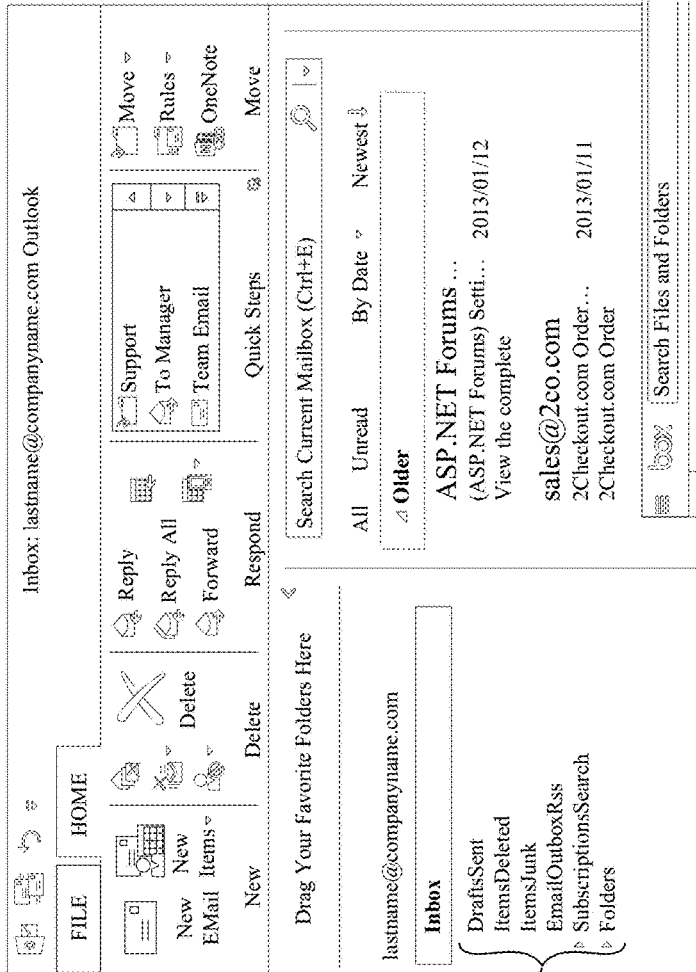 Inbox: lastname@companyname.com Outlook
FILE
HOME
New
EMail
New
Items
New
Delete
Delete
Reply
Reply All
Forward
Respond
Support
To Manager
Team Email
Quick Steps
Move
Rules
OneNote
Move
Drag Your Favorite Folders Here
lastname@companyname.com
Inbox
DraftsSent
ItemsDeleted
ItemsJunk
EmailOutboxRss
SubscriptionsSearch
Folders
Search Current Mailbox (Ctrl+E)
All Unread By Date Newest
Older
ASP.NET Forums ...
(ASP.NET Forums) Setti... 2013/01/12
View the complete
sales@2co.com
2Checkout.com Order... 2013/01/11
2Checkout.com Order
box
Search Files and Folders